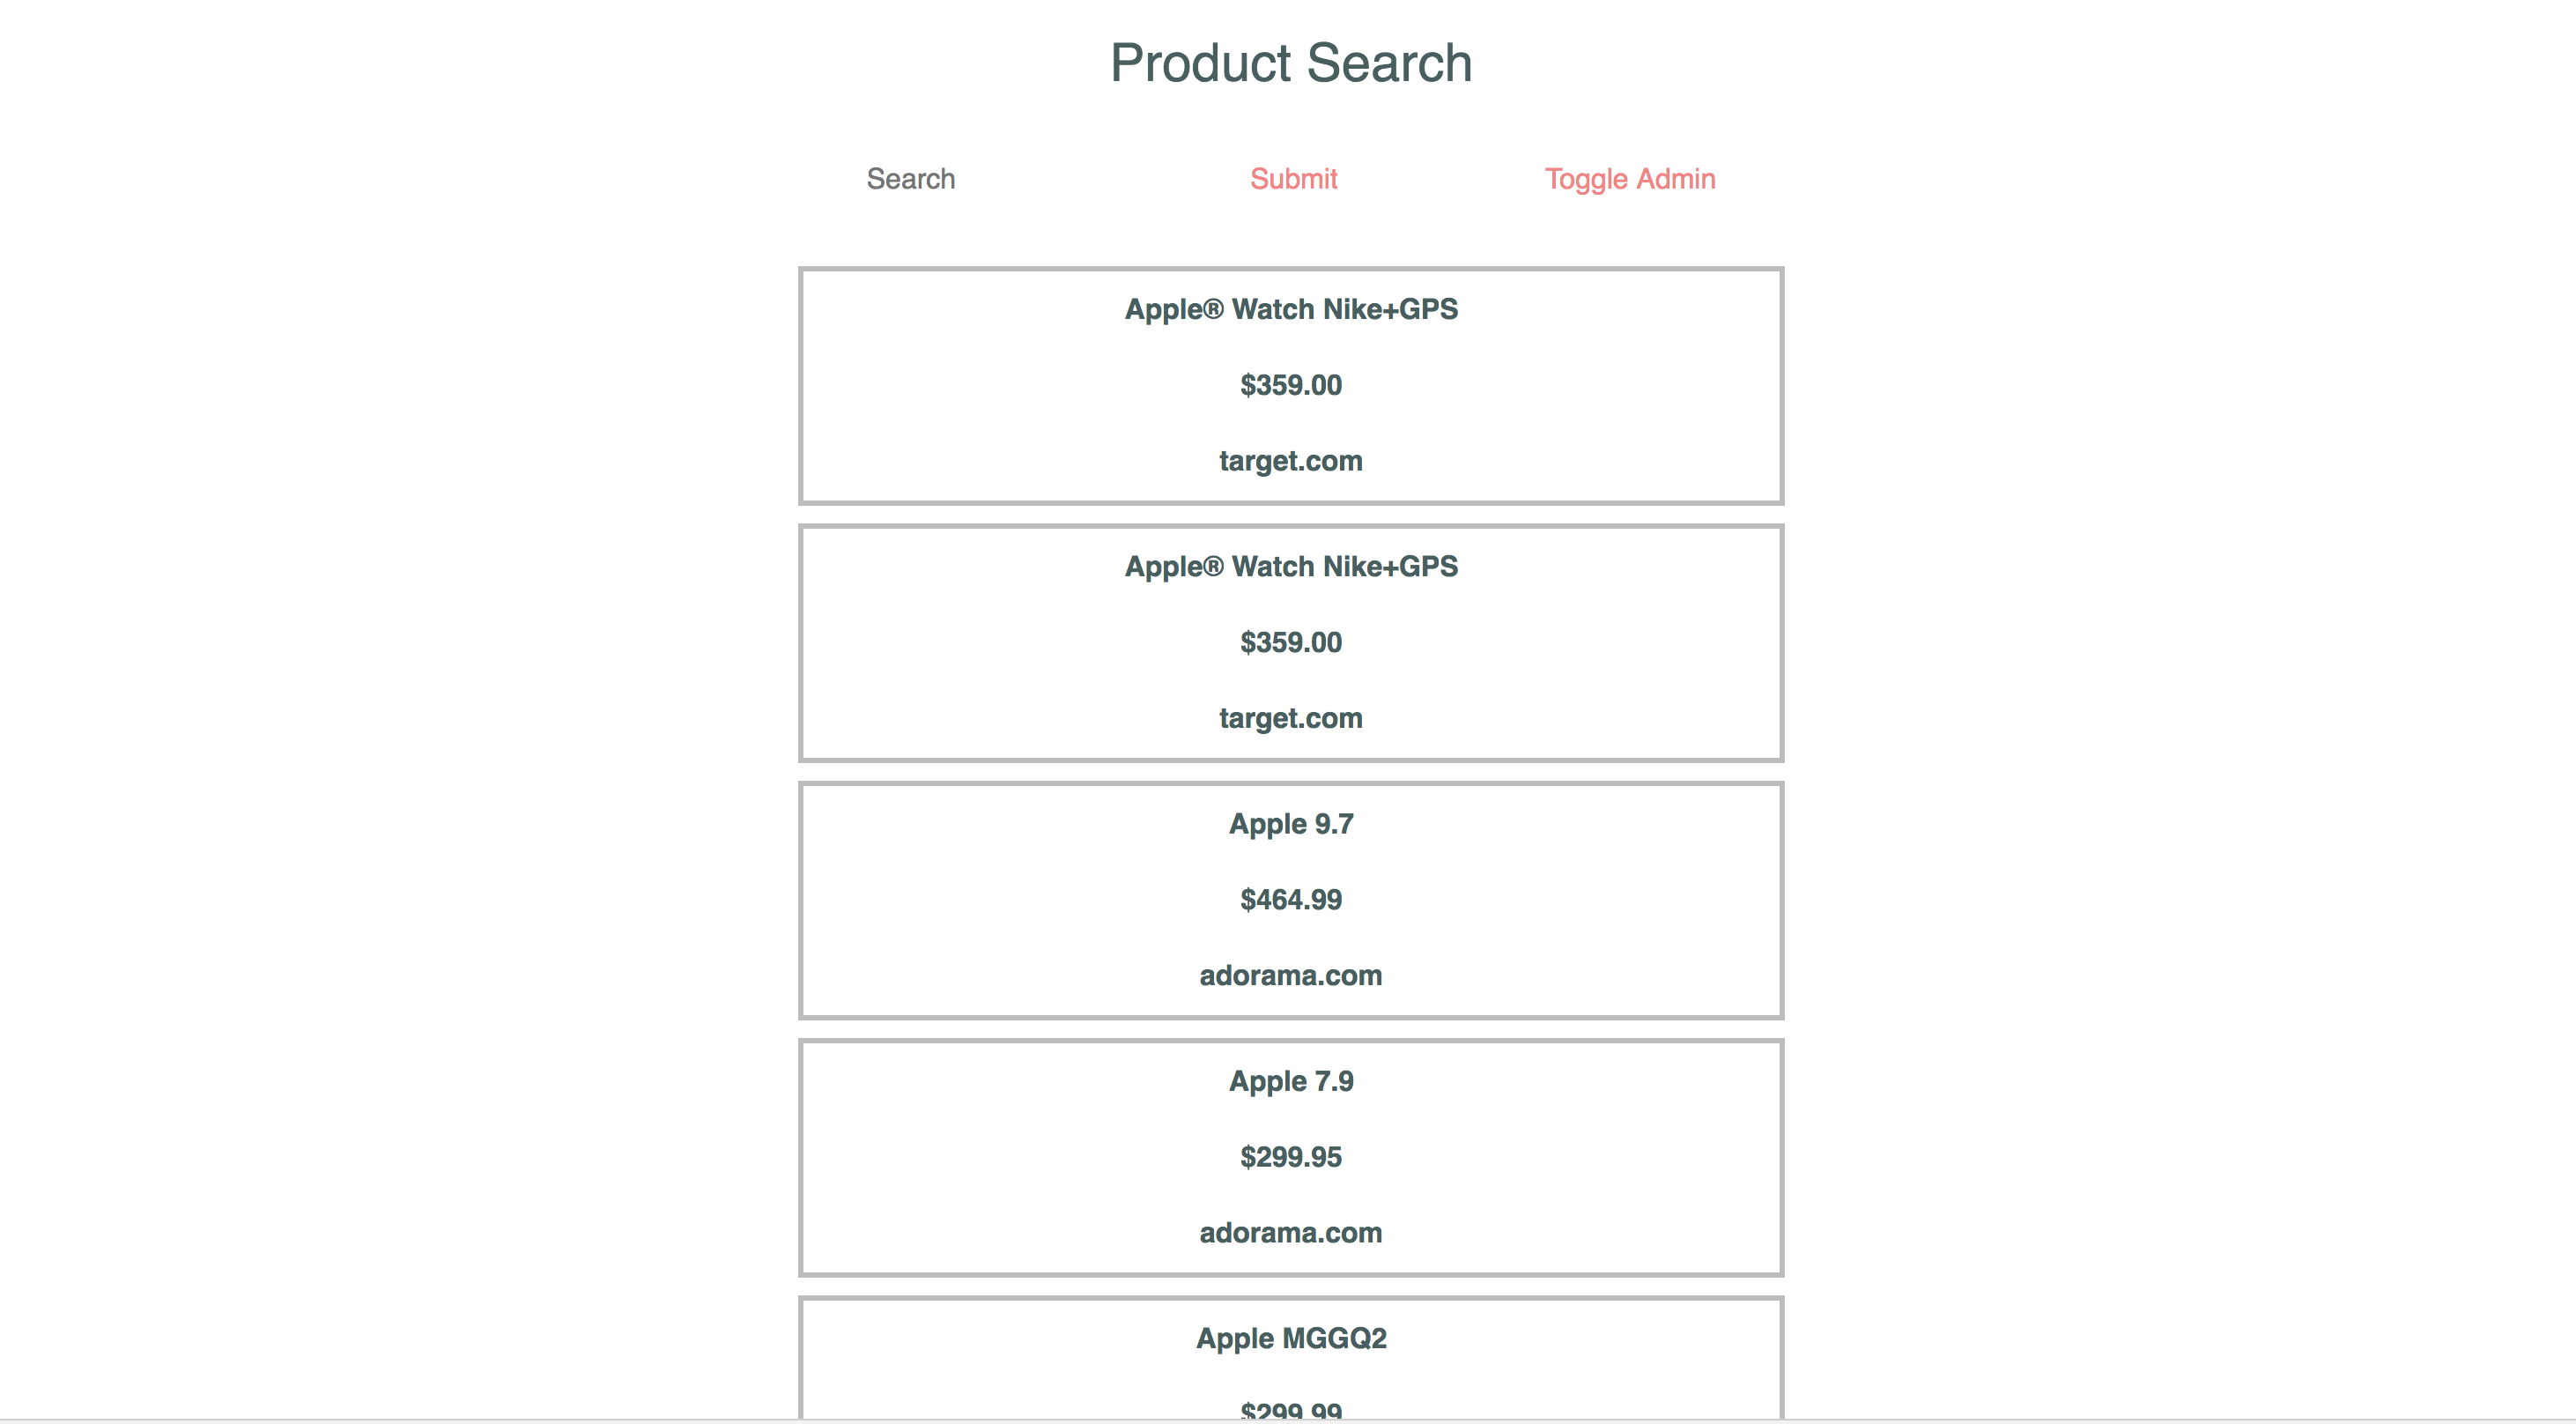 Product Search
Search Submit Toggle Admin
Apple® Watch Nike+GPS
$359.00
target.com
Apple® Watch Nike+GPS
$359.00
target.com
Apple 9.7
$464.99
adorama.com
Apple 7.9
$299.95
adorama.com
Apple MGGQ2
$299.99